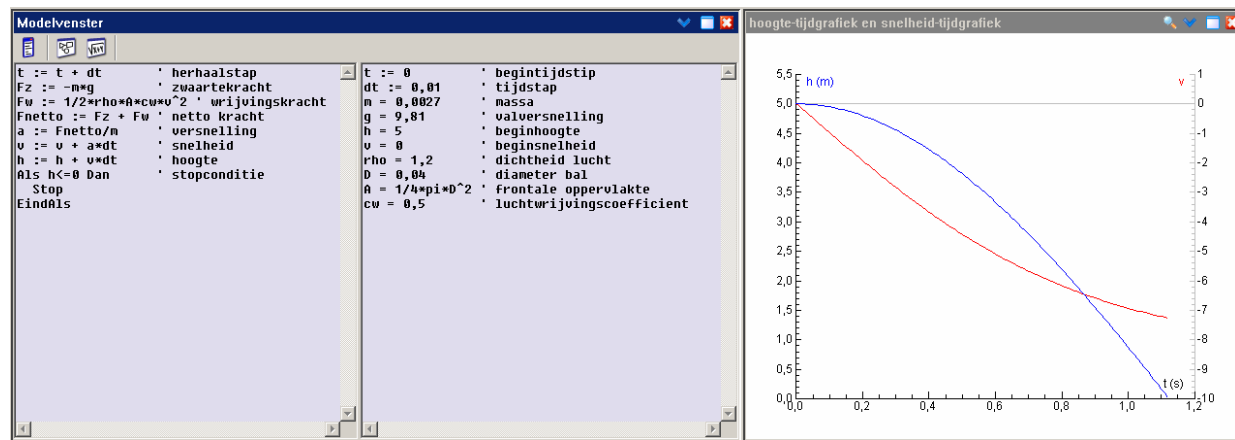 Modelvenster
t := t + dt ' herhaalstap
Fz := -m*g ' zwaartekracht
Fw := 1/2*rho*A*cw*v^2 ' wrijvingskracht
Fnetto := Fz + Fw ' netto kracht
a := Fnetto/m ' versnelling
v := v + a*dt ' snelheid
h := h + v*dt ' hoogte
Als h<=0 Dan ' stopconditie
Stop
EindAls
t := 0 ' begintijdstip
dt := 0,01 ' tijdstap
m = 0,0027 ' massa
g = 9,81 ' valversnelling
h = 5 ' beginhoogte
v = 0 ' beginsnelheid
rho = 1,2 ' dichtheid lucht
D = 0,04 ' diameter bal
A = 1/4*pi*D^2 ' frontale oppervlakte
cw = 0,5 ' luchtwrijvingscoefficient
hoogte-tijdgrafiek en snelheid-tijdgrafiek
h (m)
v
5,5
5,0
4,5
4,0
3,5
3,0
2,5
2,0
1,5
1,0
0,5
0,0
1
0
-1
-2
-3
-4
-5
-6
-7
-8
-9
-10
t (s)
0,0 0,2 0,4 0,6 0,8 1,0 1,2